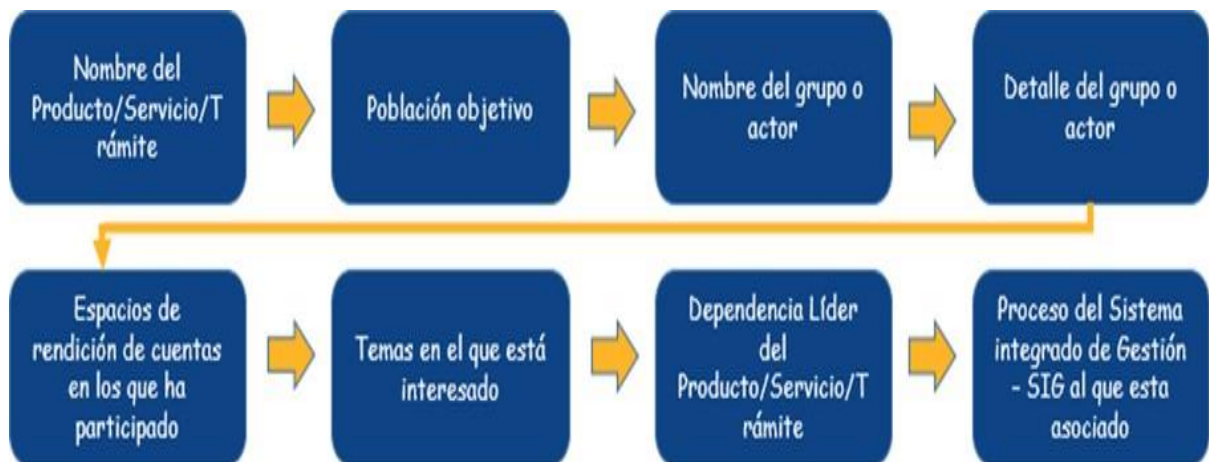 Nombre del
Producto/Servicio/T
rámite
Población objetivo
Nombre del grupo o
actor
Detalle del grupo o
actor
Espacios de
rendición de cuentas
en los que ha
participado
Temas en el que está
interesado
Dependencia Líder
del
Producto/Servicio/T
rámite
Proceso del Sistema
integrado de Gestión
- SIG al que esta
asociado